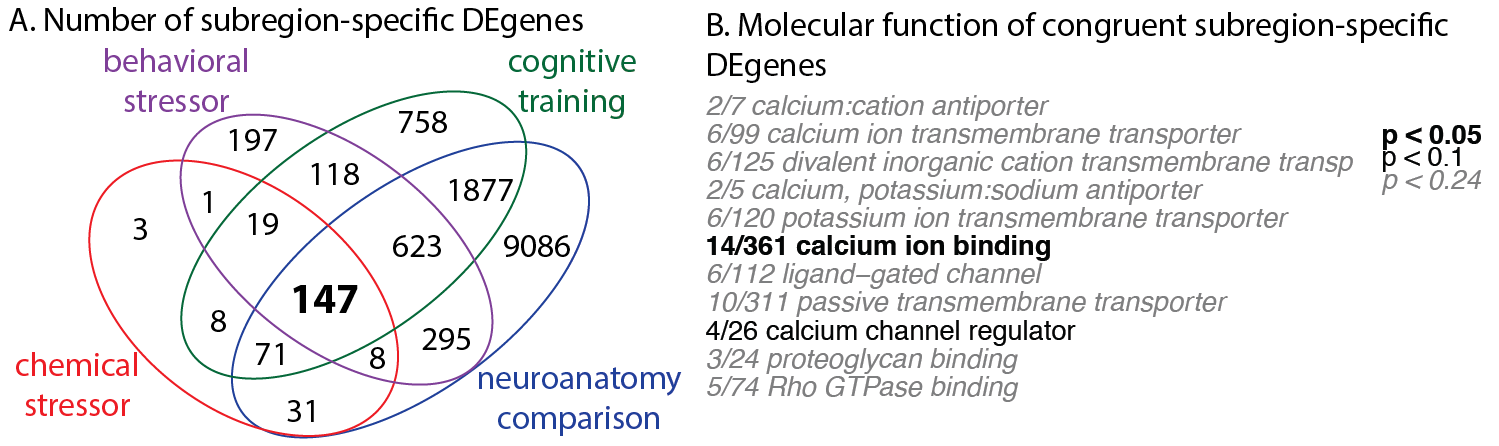 A. Number of subregion-specific DEgenes
behavioral
stressor
cognitive
training
197
758
118
1877
1
3
19
623
9086
147
8
71
8
295
31
chemical
stressor
neuroanatomy
comparison
B. Molecular function of congruent subregion-specific
DEgenes
2/7 calcium:cation antiporter
6/99 calcium ion transmembrane transporter
6/125 divalent inorganic cation transmembrane transp
2/5 calcium, potassium:sodium antiporter
6/120 potassium ion transmembrane transporter
14/361 calcium ion binding
6/112 ligand−gated channel
10/311 passive transmembrane transporter
4/26 calcium channel regulator
3/24 proteoglycan binding
5/74 Rho GTPase binding
p < 0.05
p < 0.1
p < 0.24